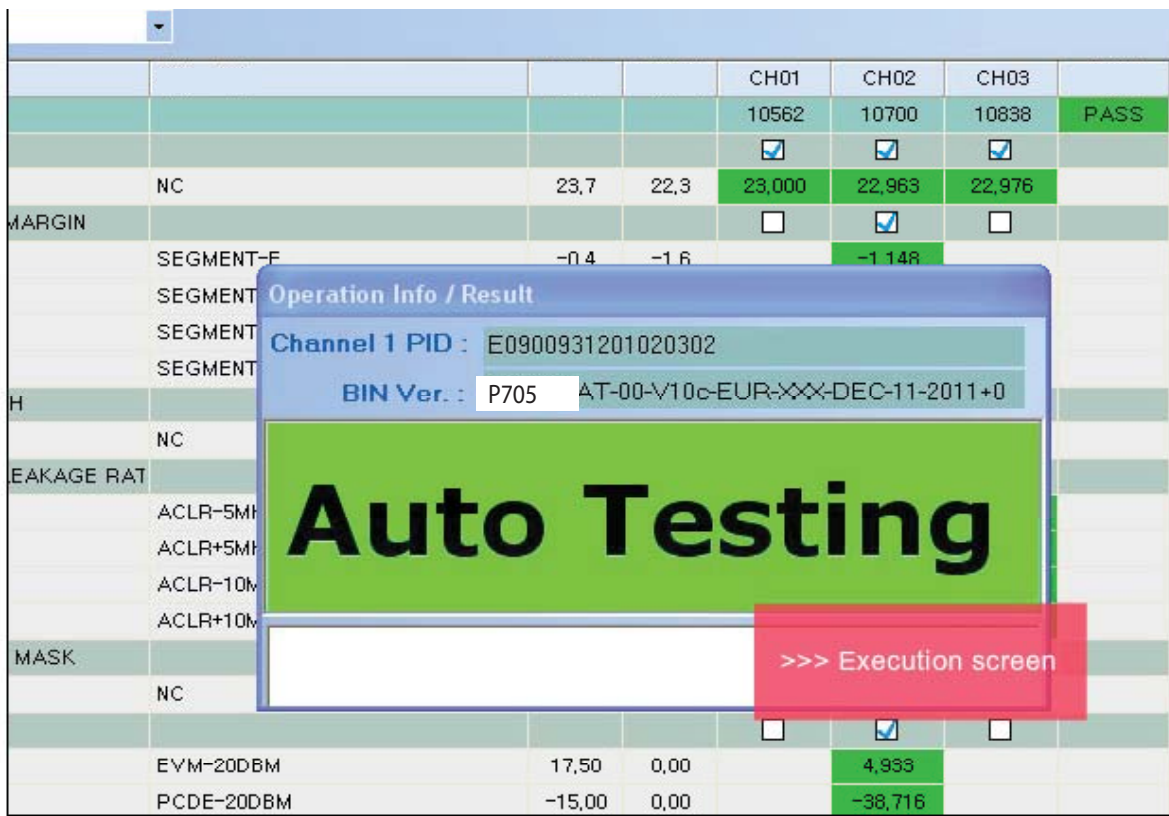 CH01 CH02 CH03
10562 10700 10838 PASS
NC 23,7 22,3 23,000 22,963 22,976
MARGIN
SEGMENT-E -0,4 -1,6 -1,148
SEGMENT
SEGMENT
SEGMENT
Operation Info / Result
Channel 1 PID : E0900931201020302
BIN Ver. : P705 AT-00-V10c-EUR-XXX-DEC-11-2011+0
H
NC
EAKAGE RAT
Auto Testing
ACLR-5MH
ACLR+5MH
ACLR-10M
ACLR+10M
MASK
>>> Execution screen
NC
EVM-20DBM 17,50 0,00 4,933
PCDE-20DBM -15,00 0,00 -38,716